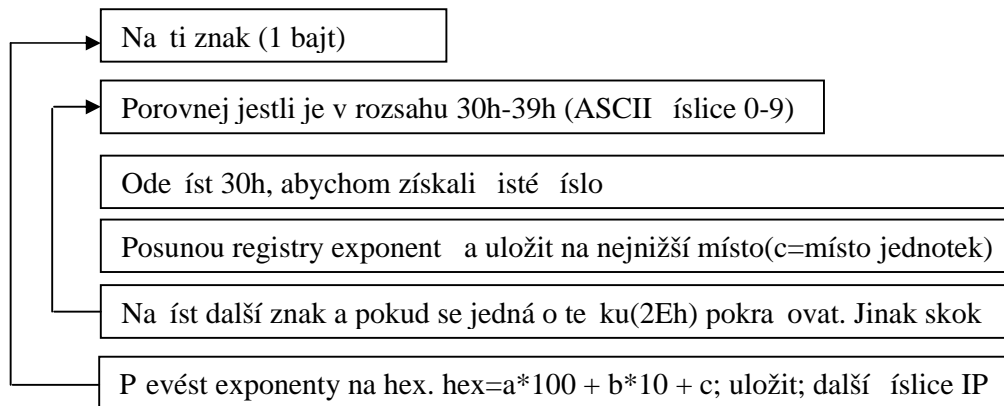 Na ti znak (1 bajt)
Porovnej jestli je v rozsahu 30h-39h (ASCII íslice 0-9)
Ode íst 30h, abychom získali isté íslo
Posunou registry exponent a uložit na nejnižší místo(c=místo jednotek)
Na íst další znak a pokud se jedná o te ku(2Eh) pokra ovat. Jinak skok
P evést exponenty na hex. hex=a*100 + b*10 + c; uložit; další íslice IP